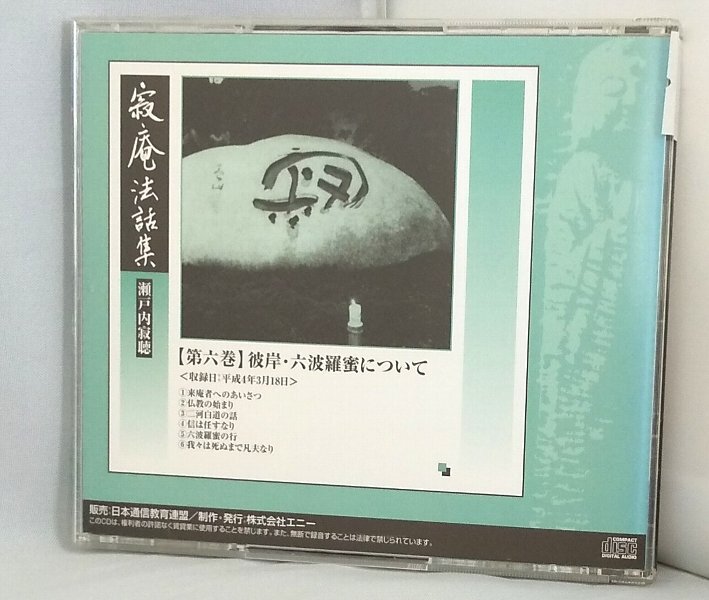 寂庵法話集
瀬戸内寂聴
寂
【第六巻】彼岸・六波羅蜜について
＜収録日：平成4年3月18日＞
①来庵者へのあいさつ
②仏教の始まり
③二河白道の話
④信は任すなり
⑤六波羅蜜の行
⑥我々は死ぬまで凡夫なり
販売：日本通信教育連盟／制作・発行：株式会社エニー
このCDは、権利者の許諾なく賃貸業に使用することを禁じます。また、無断で録音することは法律で禁じられています。
COMPACT
disc
DIGITAL AUDIO